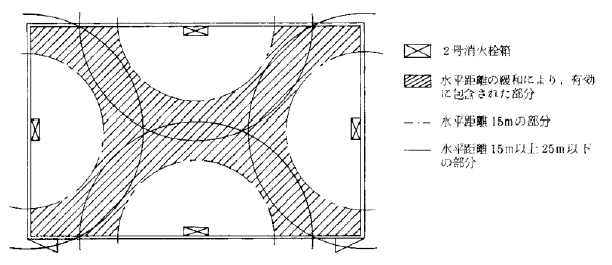 2号消火栓箱
水平距離の緩和により，有効
に包含された部分
水平距離15mの部分
水平距離15m以上25m以下
の部分